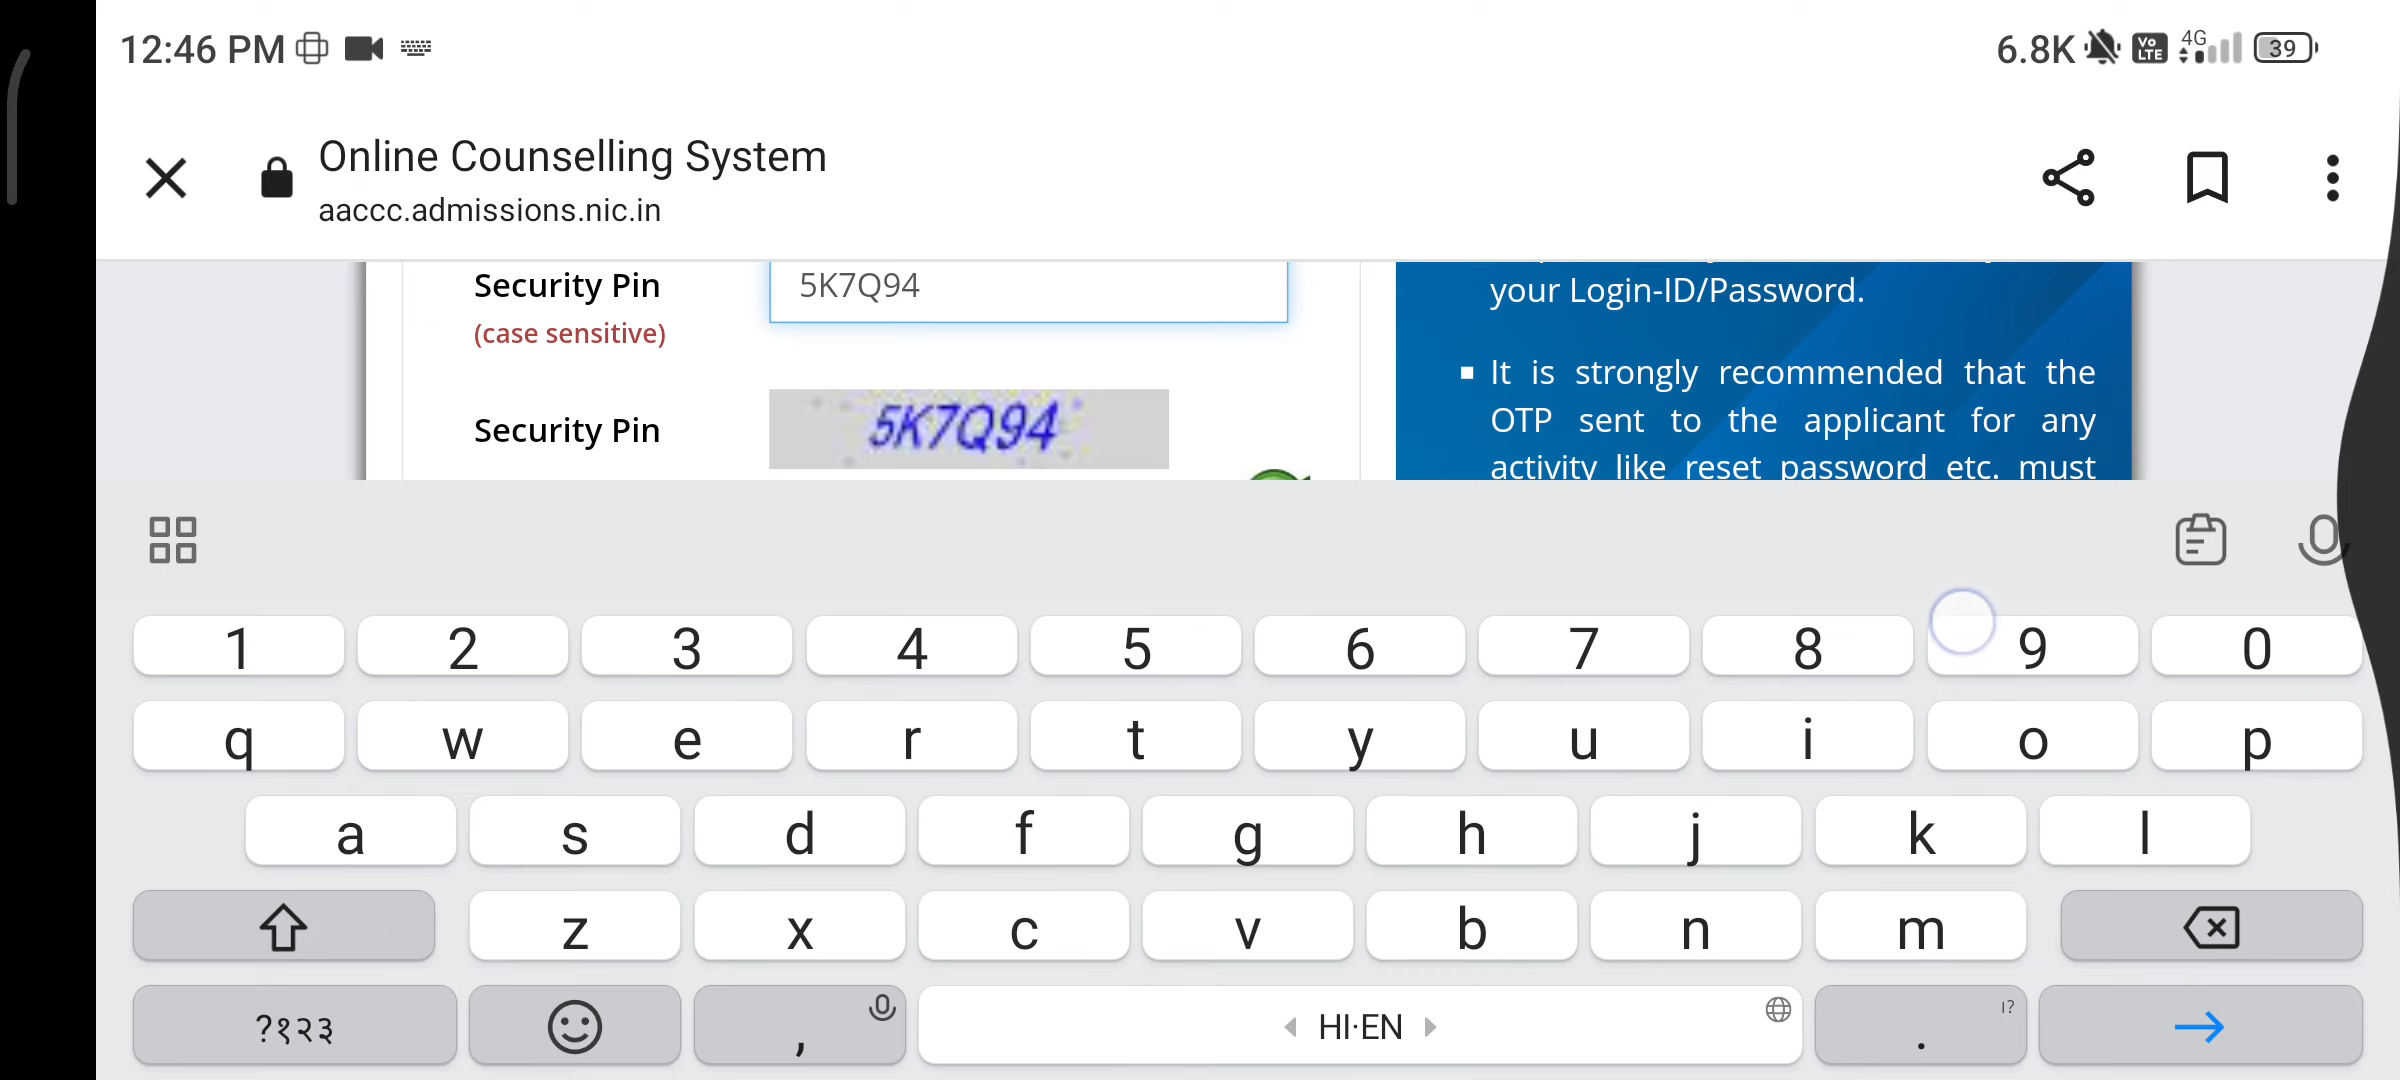 12:46 PM
6.8K
Vo LTE
4G
39
Online Counselling System
aaccc.admissions.nic.in
Security Pin
5K7Q94
(case sensitive)
Security Pin
5K7Q94
your Login-ID/Password.
It is strongly recommended that the
OTP sent to the applicant for any
activity like reset password etc. must
1 2 3 4 5 6 7 8 9 0
q w e r t y u i o p
a s d f g h j k l
z x c v b n m
?१२३ , HI·EN . ।?